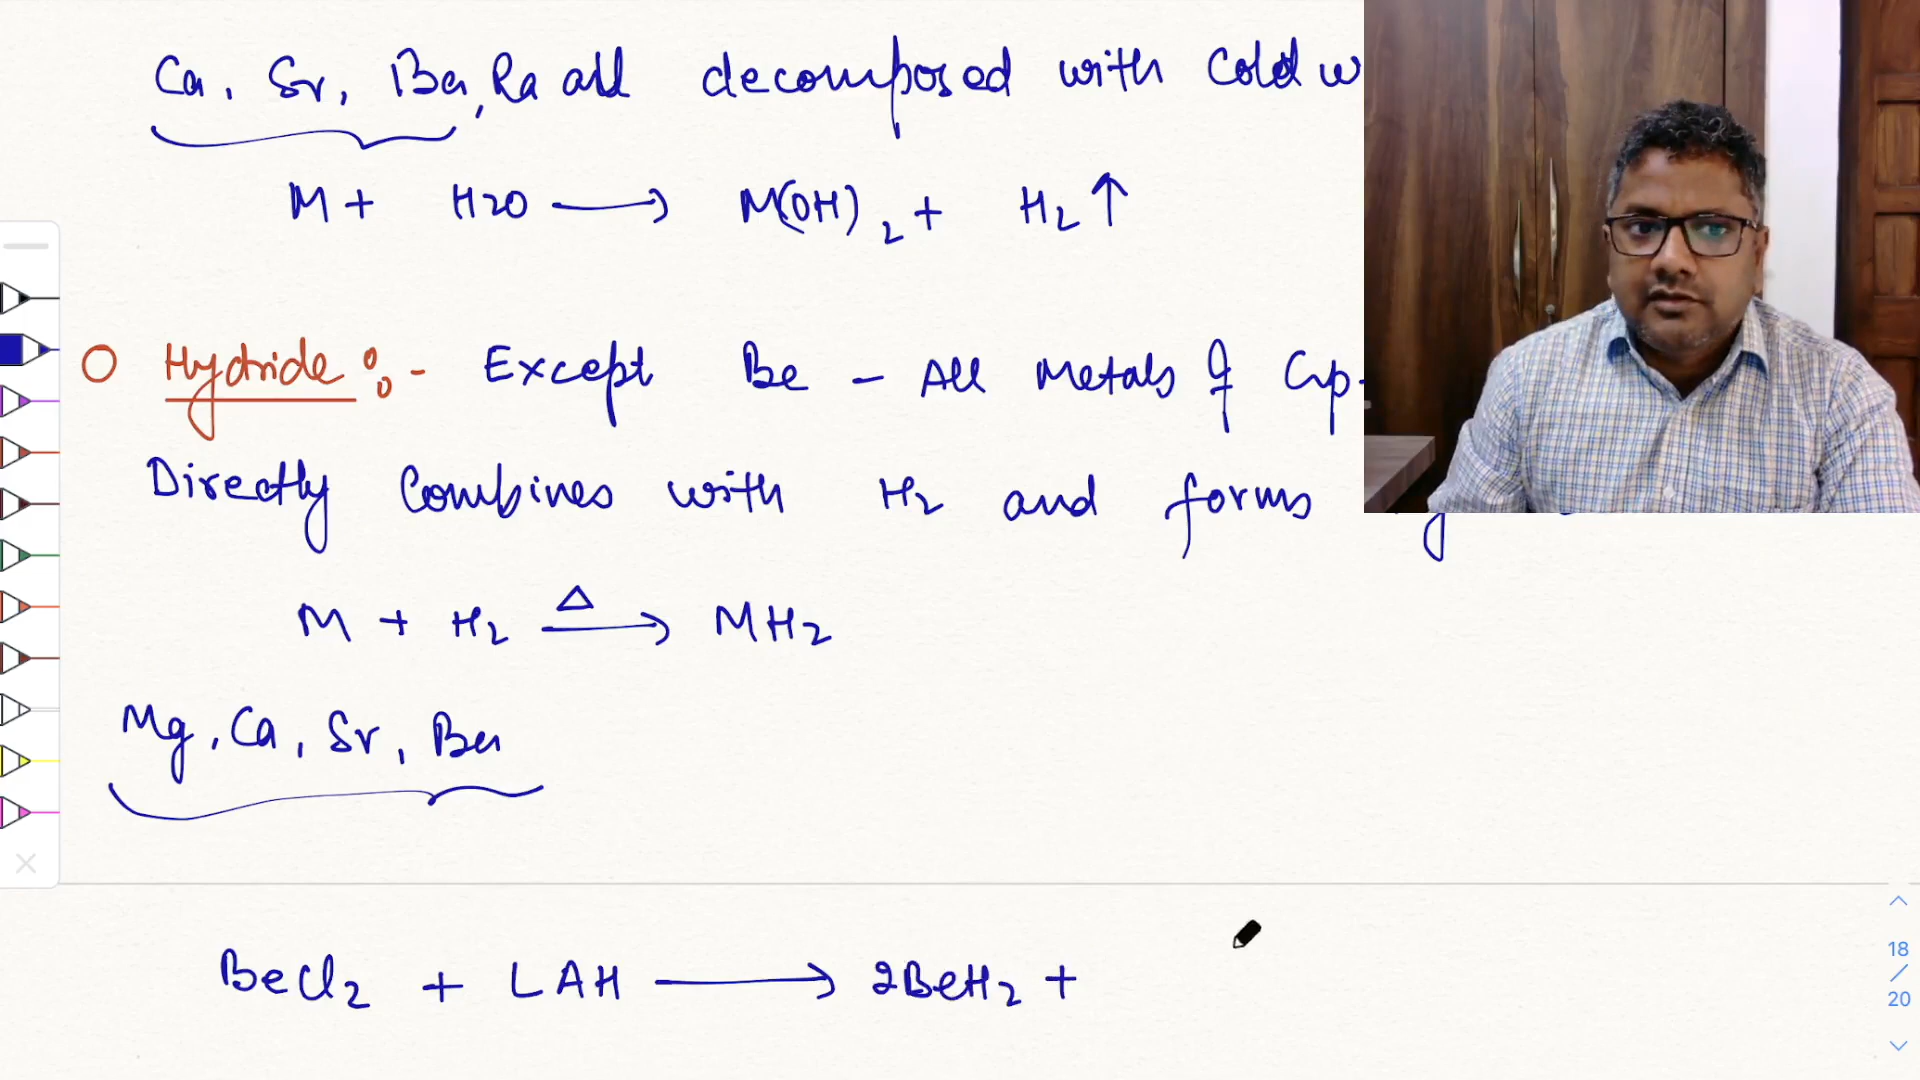 Ca, Sr, Ba, Ra all decomposed with cold w
M + H2O → M(OH)2 + H2 ↑
Hydride :- Except Be - All Metals of Grp-
Directly Combines with H2 and forms
M + H2 →Δ MH2
Mg, Ca, Sr, Ba
BeCl2 + LAH → 2BeH2 +
18
/
20